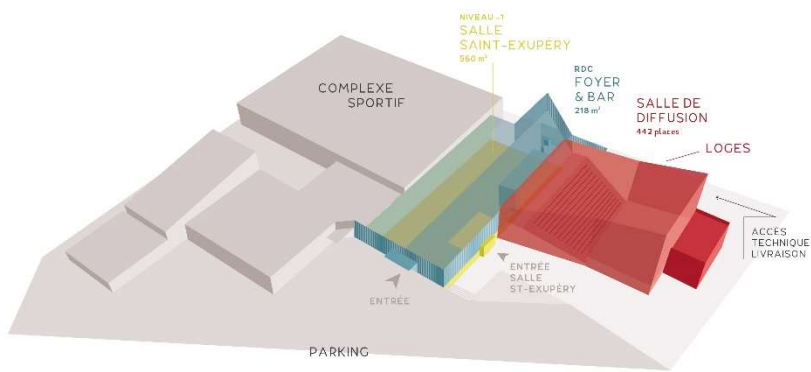 NIVEAU -1
SALLE
SAINT-EXUPÉRY
560 m²
RDC
FOYER
& BAR
218 m²
SALLE DE
DIFFUSION
442 places
LOGES
COMPLEXE
SPORTIF
ACCÈS
TECHNIQUE
LIVRAISON
ENTRÉE
SALLE
ST-EXUPÉRY
ENTRÉE
PARKING